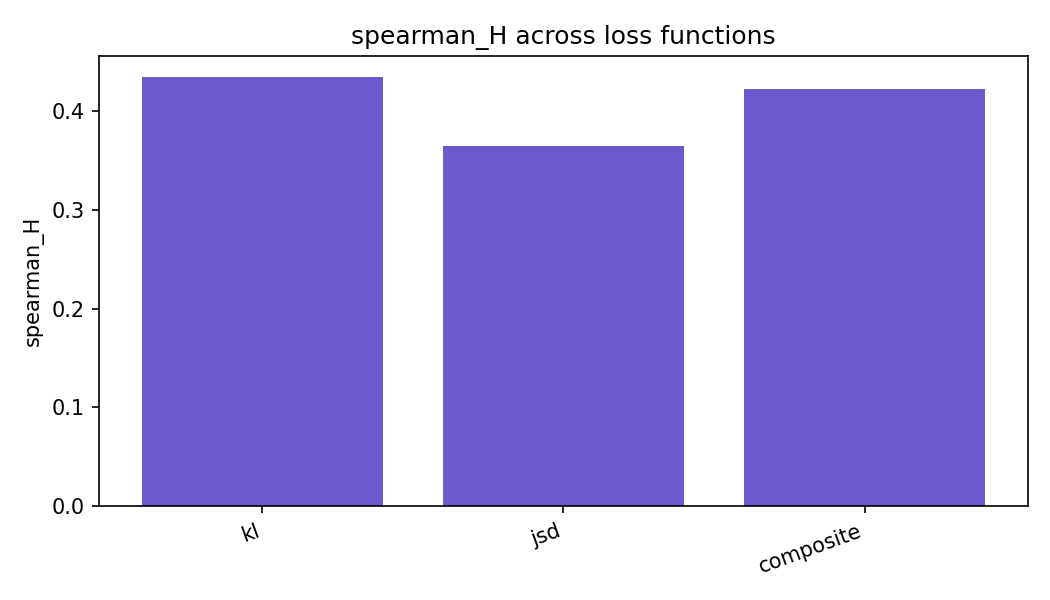 spearman_H across loss functions
spearman_H
0.4
0.3
0.2
0.1
0.0
kl
jsd
composite